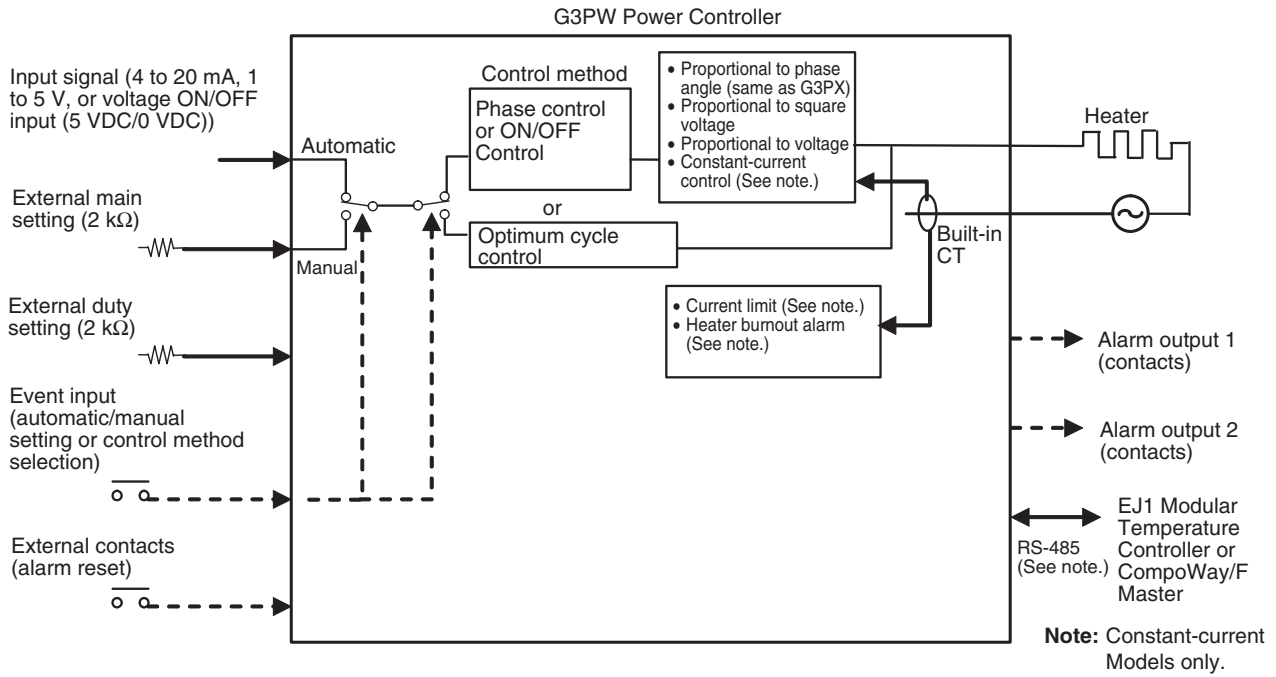 G3PW Power Controller
Input signal (4 to 20 mA, 1
to 5 V, or voltage ON/OFF
input (5 VDC/0 VDC))
External main
setting (2 kΩ)
External duty
setting (2 kΩ)
Event input
(automatic/manual
setting or control method
selection)
External contacts
(alarm reset)
Automatic
Manual
Control method
Phase control
or ON/OFF
Control
or
Optimum cycle
control
• Proportional to phase
angle (same as G3PX)
• Proportional to square
voltage
• Proportional to voltage
• Constant-current
control (See note.)
• Current limit (See note.)
• Heater burnout alarm
(See note.)
Built-in
CT
Heater
Alarm output 1
(contacts)
Alarm output 2
(contacts)
RS-485
(See note.)
EJ1 Modular
Temperature
Controller or
CompoWay/F
Master
Note: Constant-current
Models only.